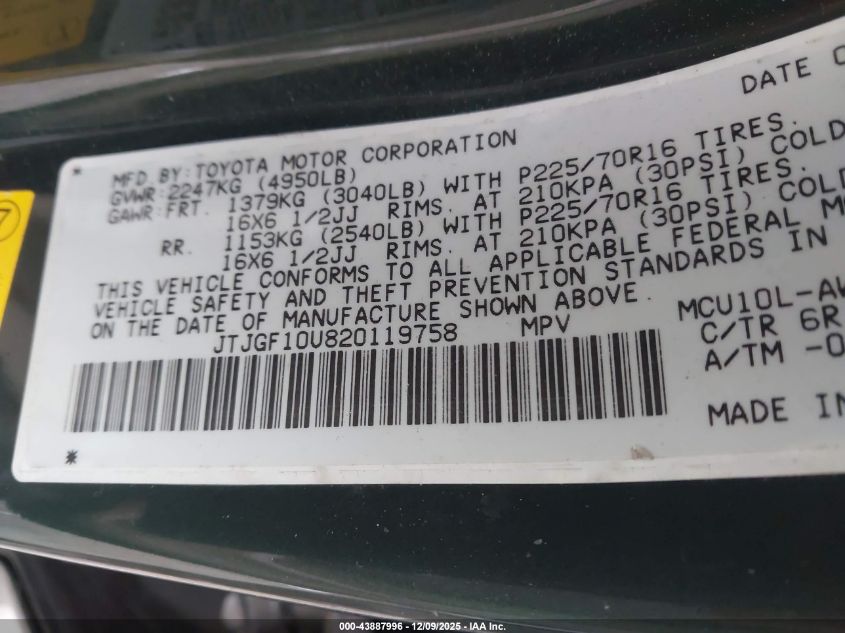 DATE
MFD BY: TOYOTA MOTOR CORPORATION
GVWR: 2247KG (4950LB)
GAWR: FRT. 1379KG (3040LB) WITH P225/70R16 TIRES.
16X6 1/2JJ RIMS. AT 210KPA (30PSI) COLD
RR. 1153KG (2540LB) WITH P225/70R16 TIRES.
16X6 1/2JJ RIMS. AT 210KPA (30PSI) COLD
THIS VEHICLE CONFORMS TO ALL APPLICABLE FEDERAL
VEHICLE SAFETY AND THEFT PREVENTION STANDARDS IN
ON THE DATE OF MANUFACTURE SHOWN ABOVE.
JTJGF10U820119758 MPV
MCU10L-AW
C/TR 6R
A/TM -0
MADE IN
*
*
7
000-43887996 - 12/09/2025 - Copyright © IAA, Inc.